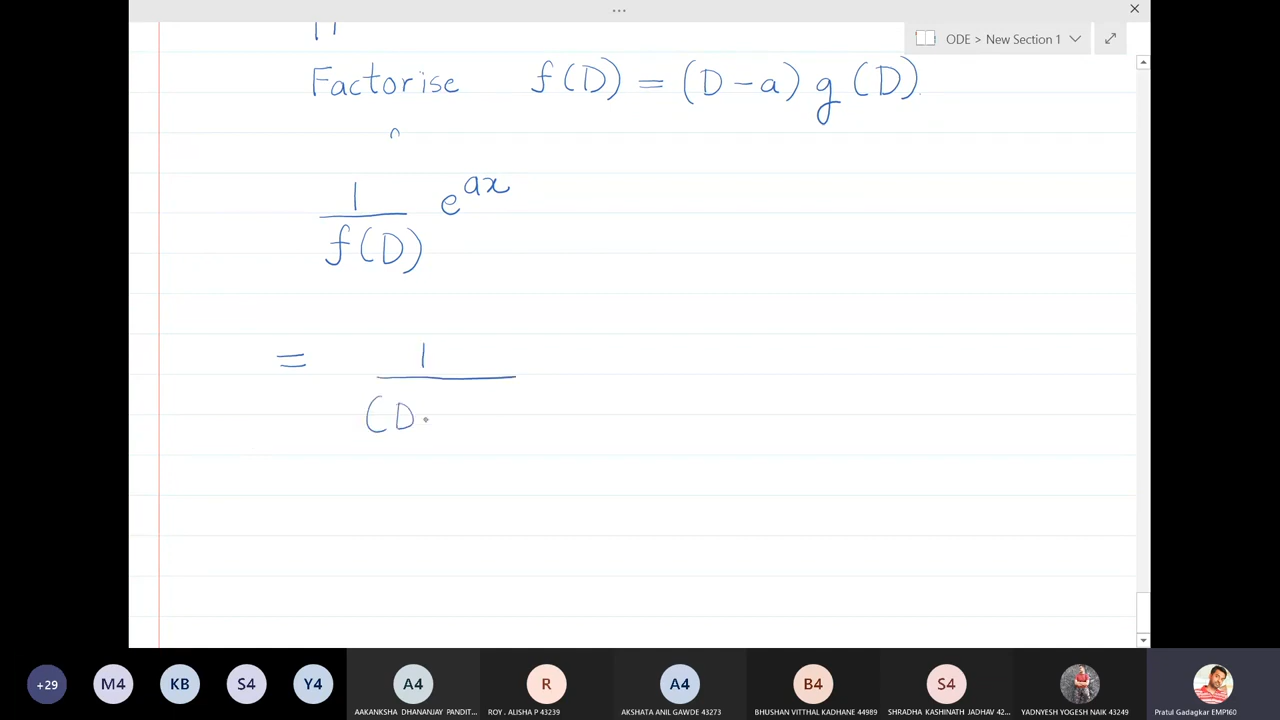 ...
ODE > New Section 1
Factorise f(D) = (D-a) g(D).
1
f(D)
e^ax
= 1
(D
+29
M4
KB
S4
Y4
A4
R
A4
B4
S4
AAKANKSHA DHANANJAY PANDIT...
ROY . ALISHA P 43239
AKSHATA ANIL GAWDE 43273
BHUSHAN VITTHAL KADHANE 44989
SHRADHA KASHINATH JADHAV 42...
YADNYESH YOGESH NAIK 43249
Pratul Gadagkar EMP160